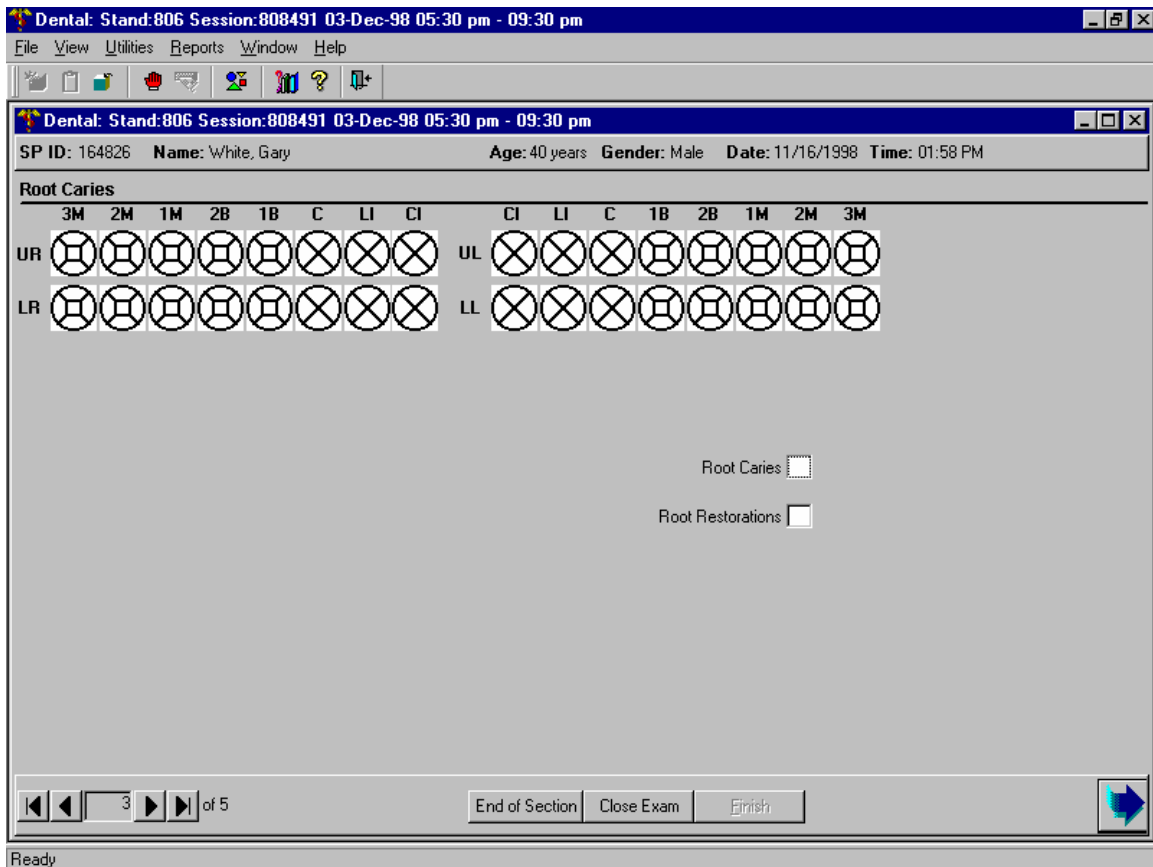 Dental: Stand:806 Session:808491 03-Dec-98 05:30 pm - 09:30 pm
File View Utilities Reports Window Help
Dental: Stand:806 Session:808491 03-Dec-98 05:30 pm - 09:30 pm
SP ID: 164826 Name: White, Gary Age: 40 years Gender: Male Date: 11/16/1998 Time: 01:58 PM
Root Caries
3M 2M 1M 2B 1B C LI CI CI LI C 1B 2B 1M 2M 3M
UR UL
LR LL
Root Caries
Root Restorations
3 of 5 End of Section Close Exam Finish
Ready